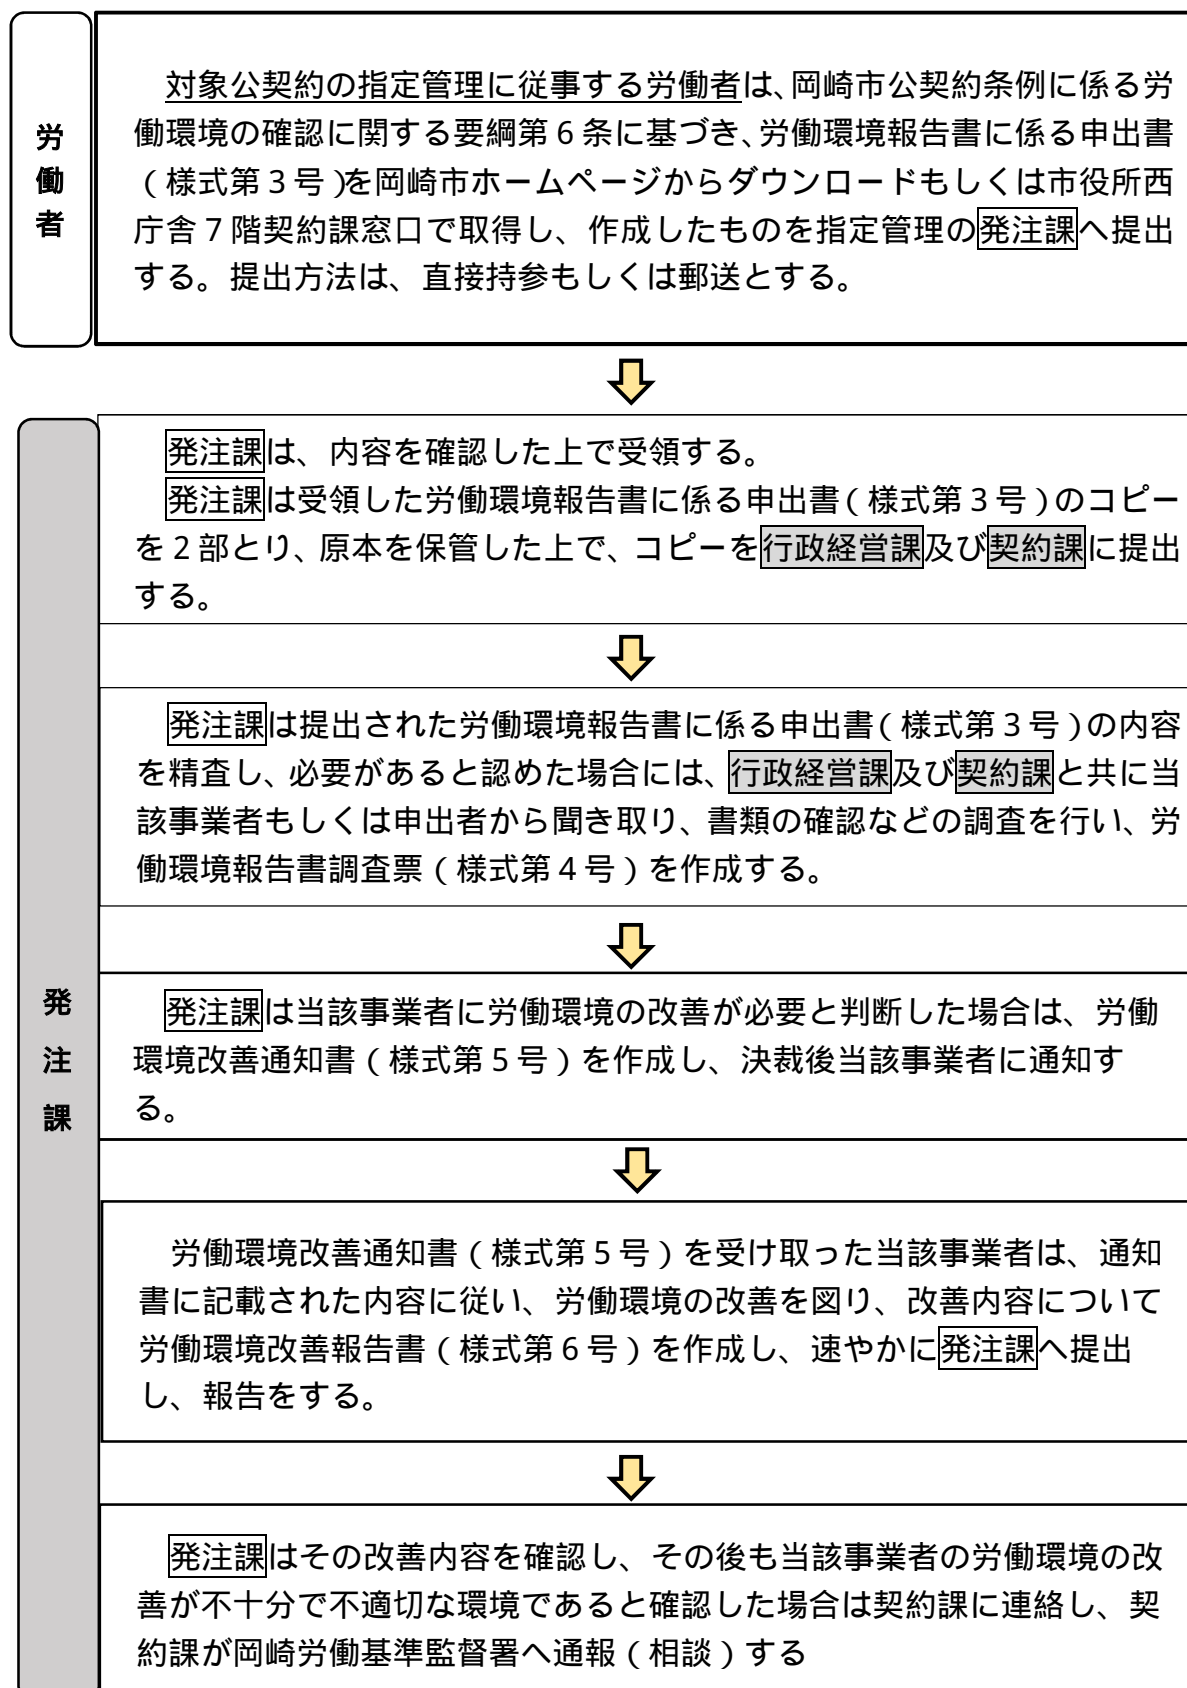 労働者
対象公契約の指定管理に従事する労働者は、岡崎市公契約条例に係る労
働環境の確認に関する要綱第6条に基づき、労働環境報告書に係る申出書
(様式第3号)を岡崎市ホームページからダウンロードもしくは市役所西
庁舎7階契約課窓口で取得し、作成したものを指定管理の発注課へ提出
する。提出方法は、直接持参もしくは郵送とする。
発注課
発注課は、内容を確認した上で受領する。
発注課は受領した労働環境報告書に係る申出書(様式第3号)のコピー
を2部とり、原本を保管した上で、コピーを行政経営課及び契約課に提出
する。
発注課は提出された労働環境報告書に係る申出書(様式第3号)の内容
を精査し、必要があると認めた場合には、行政経営課及び契約課と共に当
該事業者もしくは申出者から聞き取り、書類の確認などの調査を行い、労
働環境報告書調査票(様式第4号)を作成する。
発注課は当該事業者に労働環境の改善が必要と判断した場合は、労働
環境改善通知書(様式第5号)を作成し、決裁後当該事業者に通知す
る。
労働環境改善通知書(様式第5号)を受け取った当該事業者は、通知
書に記載された内容に従い、労働環境の改善を図り、改善内容について
労働環境改善報告書(様式第6号)を作成し、速やかに発注課へ提出
し、報告をする。
発注課はその改善内容を確認し、その後も当該事業者の労働環境の改
善が不十分で不適切な環境であると確認した場合は契約課に連絡し、契
約課が岡崎労働基準監督署へ通報(相談)する